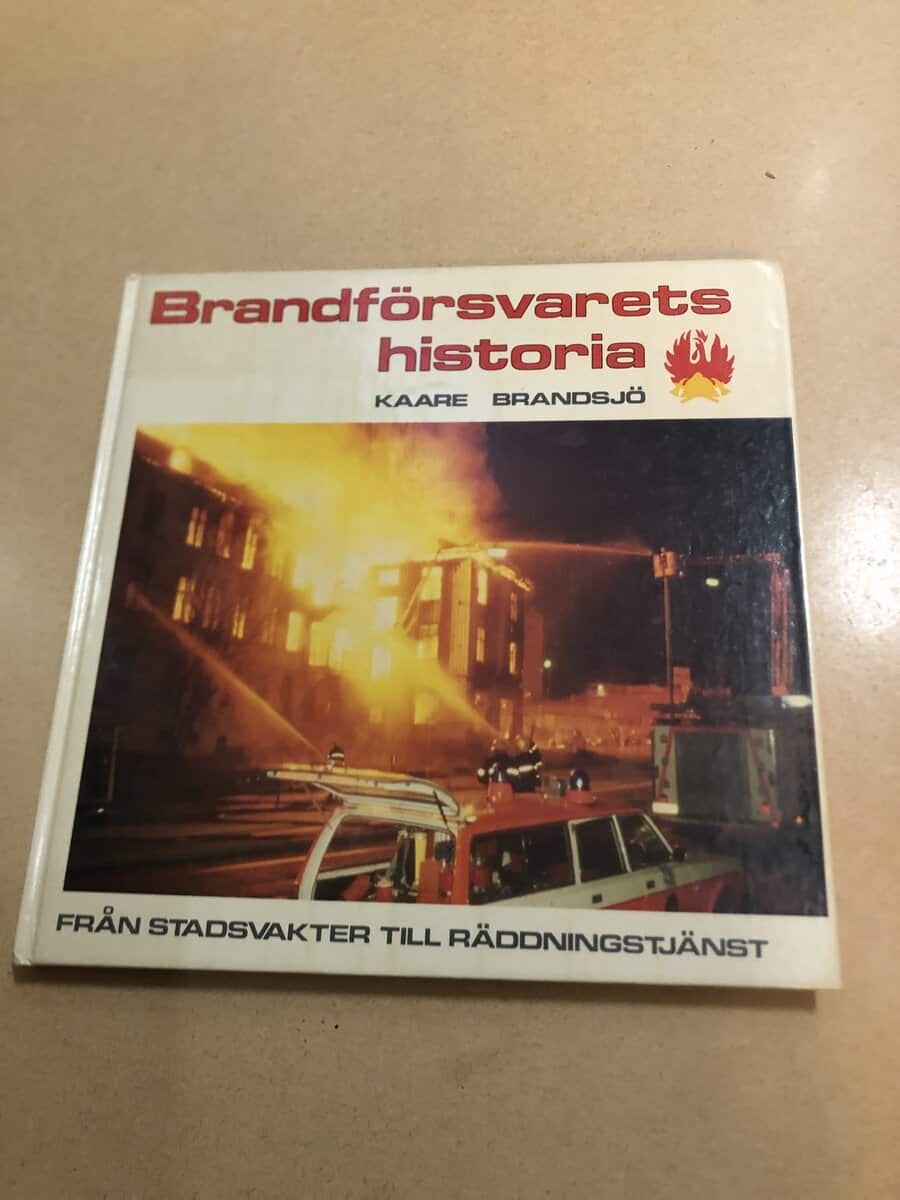 Brandförsvarets
historia
KAARE BRANDSJÖ
FRÅN STADSVAKTER TILL RÄDDNINGSTJÄNST